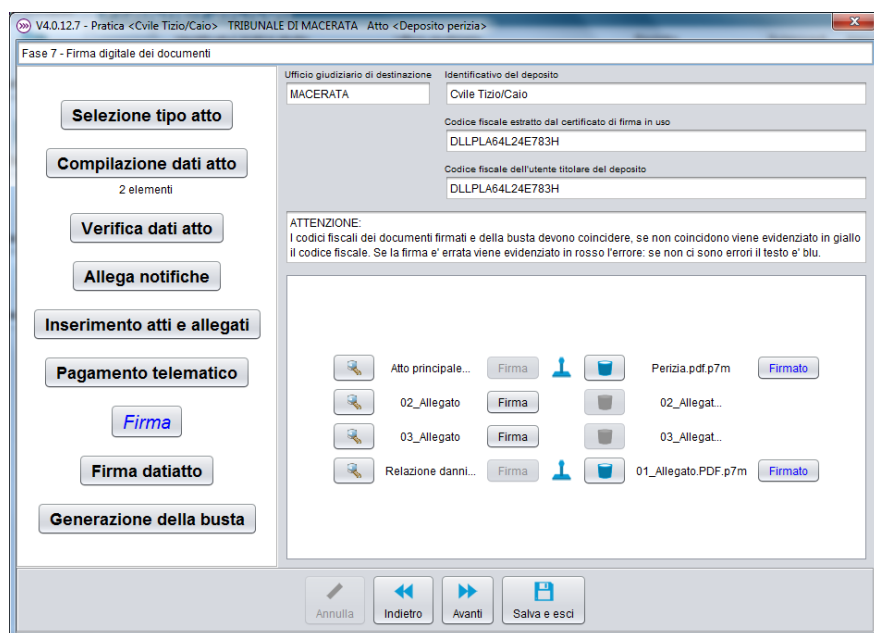 V4.0.12.7 - Pratica <Cvile Tizio/Caio> TRIBUNALE DI MACERATA Atto <Deposito perizia>
Fase 7 - Firma digitale dei documenti
Selezione tipo atto
Compilazione dati atto
2 elementi
Verifica dati atto
Allega notifiche
Inserimento atti e allegati
Pagamento telematico
Firma
Firma datiatto
Generazione della busta
Ufficio giudiziario di destinazione
MACERATA
Identificativo del deposito
Cvile Tizio/Caio
Codice fiscale estratto dal certificato di firma in uso
DLLPLA64L24E783H
Codice fiscale dell'utente titolare del deposito
DLLPLA64L24E783H
ATTENZIONE:
I codici fiscali dei documenti firmati e della busta devono coincidere, se non coincidono viene evidenziato in giallo
il codice fiscale. Se la firma e' errata viene evidenziato in rosso l'errore: se non ci sono errori il testo e' blu.
Atto principale... Firma Perizia.pdf.p7m Firmato
02_Allegato Firma 02_Allegat...
03_Allegato Firma 03_Allegat...
Relazione danni... Firma 01_Allegato.PDF.p7m Firmato
Annulla Indietro Avanti Salva e esci